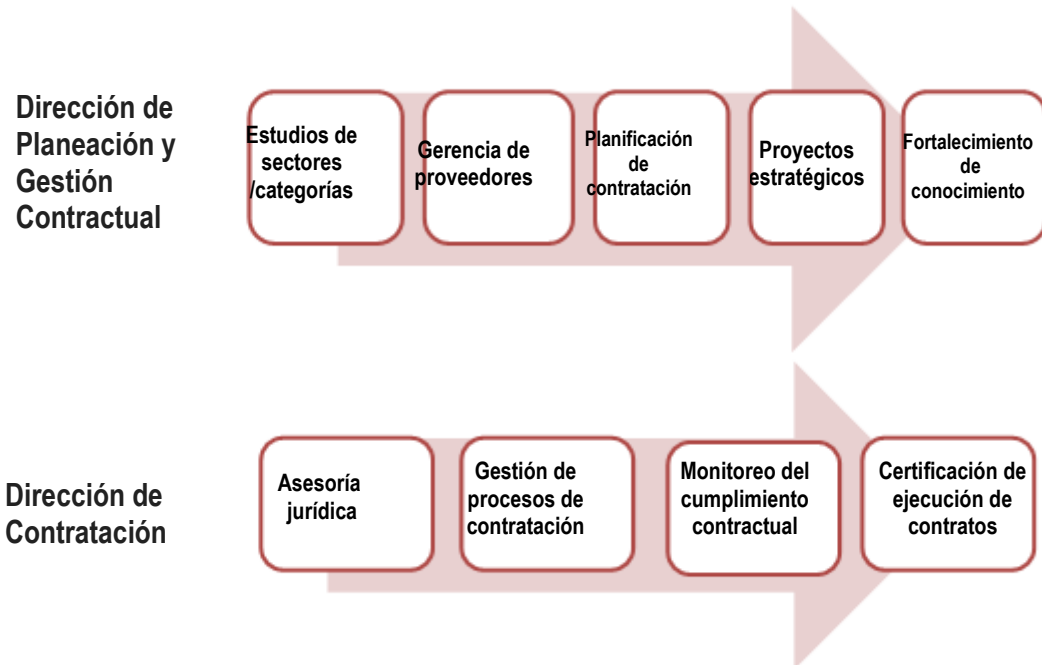 Dirección de
Planeación y
Gestión
Contractual
Estudios de
sectores
/categorías
Gerencia de
proveedores
Planificación
de
contratación
Proyectos
estratégicos
Fortalecimiento
de
conocimiento
Dirección de
Contratación
Asesoría
jurídica
Gestión de
procesos de
contratación
Monitoreo del
cumplimiento
contractual
Certificación de
ejecución de
contratos